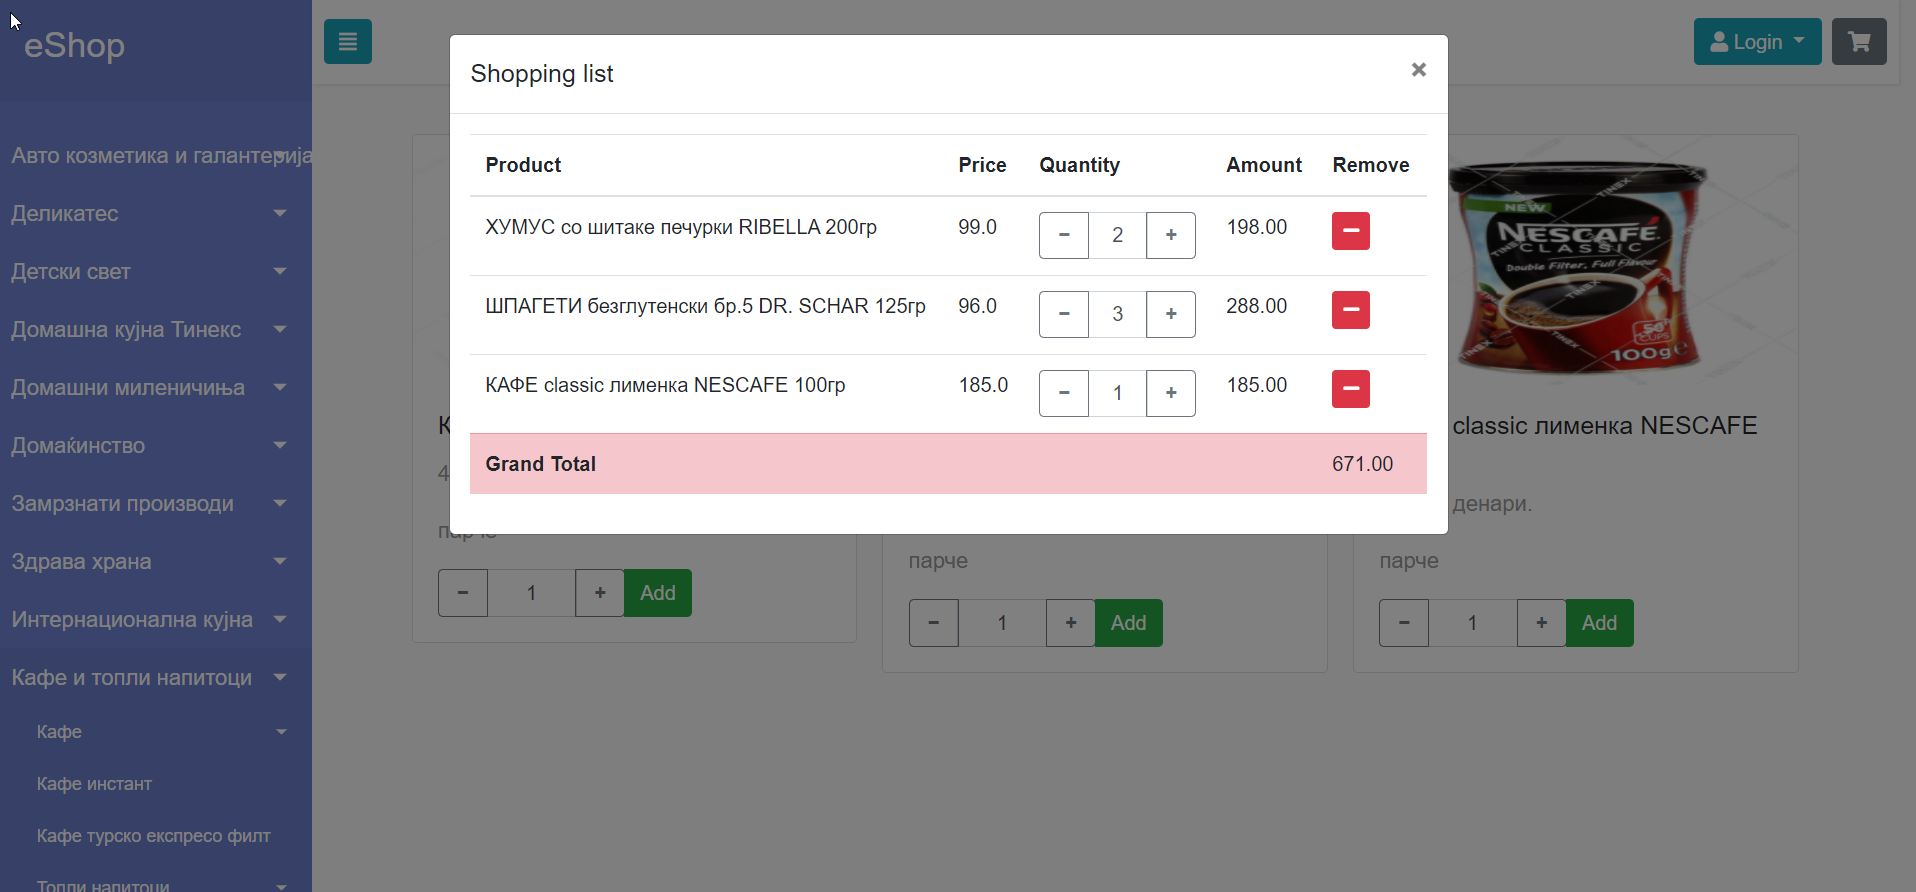 eShop
Login
Авто козметика и галантерија
Деликатес
Детски свет
Домашна кујна Тинекс
Домашни миленичиња
Домаќинство
Замрзнати производи
Здрава храна
Интернационална кујна
Кафе и топли напитоци
Кафе
Кафе инстант
Кафе турско експресо филт
Топли напитоци
Shopping list
×
Product Price Quantity Amount Remove
ХУМУС со шитаке печурки RIBELLA 200гр 99.0 − 2 + 198.00
ШПАГЕТИ безглутенски бр.5 DR. SCHAR 125гр 96.0 − 3 + 288.00
КАФЕ classic лименка NESCAFE 100гр 185.0 − 1 + 185.00
Grand Total 671.00
− 1 + Add
парче
− 1 + Add
NEW
NESCAFE
CLASSIC
Double Filter, Full Flavour
50 CUPS
100g e
TINEX
classic лименка NESCAFE
денари.
парче
− 1 + Add